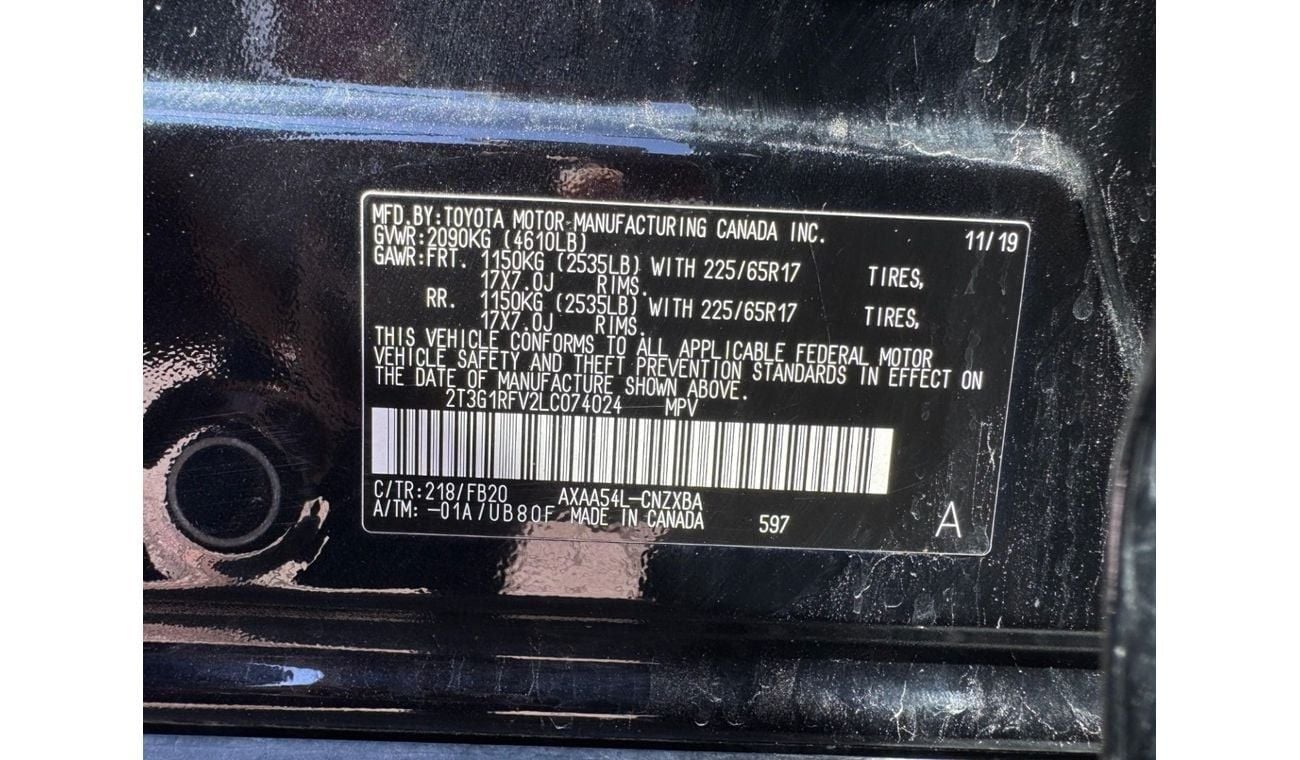 MFD.BY:TOYOTA MOTOR MANUFACTURING CANADA INC. 11/19
GVWR:2090KG (4610LB)
GAWR:FRT. 1150KG (2535LB) WITH 225/65R17 TIRES,
17X7.0J RIMS.
RR. 1150KG (2535LB) WITH 225/65R17 TIRES,
17X7.0J RIMS.
THIS VEHICLE CONFORMS TO ALL APPLICABLE FEDERAL MOTOR
VEHICLE SAFETY AND THEFT PREVENTION STANDARDS IN EFFECT ON
THE DATE OF MANUFACTURE SHOWN ABOVE.
2T3G1RFV2LC074024 MPV
C/TR:218/FB20 AXAA54L-CNZXBA
A/TM: -01A/UB80F MADE IN CANADA 597 A